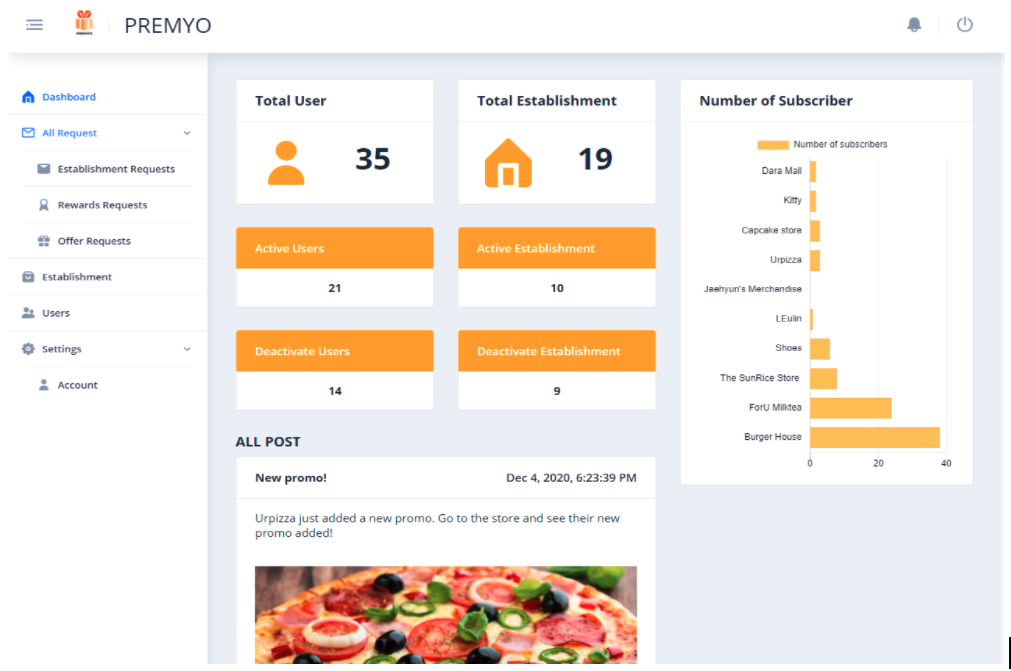 PREMYO
Dashboard
All Request
Establishment Requests
Rewards Requests
Offer Requests
Establishment
Users
Settings
Account
Total User
35
Total Establishment
19
Active Users
21
Active Establishment
10
Deactivate Users
14
Deactivate Establishment
9
ALL POST
New promo!
Dec 4, 2020, 6:23:39 PM
Urpizza just added a new promo. Go to the store and see their new
promo added!
Number of Subscriber
Number of subscribers
Dara Mall
Kitty
Capcake store
Urpizza
Jaehyun's Merchandise
LEulin
Shoes
The SunRice Store
ForU Milktea
Burger House
0 20 40